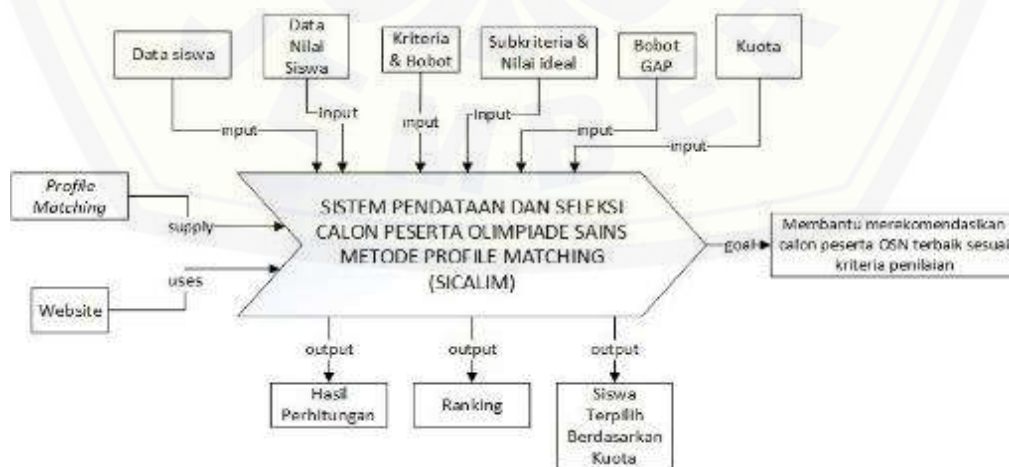 Data siswa
Data
Nilai
Siswa
Kriteria
& Bobot
Subkriteria &
Nilai ideal
Bobot
GAP
Kuota
input
input
input
input
input
input
Profile
Matching
supply
uses
Website
SISTEM PENDATAAN DAN SELEKSI
CALON PESERTA OLIMPIADE SAINS
METODE PROFILE MATCHING
(SICALIM)
goal
Membantu merekomendasikan
calon peserta OSN terbaik sesuai
kriteria penilaian
output
output
output
Hasil
Perhitungan
Ranking
Siswa
Terpilih
Berdasarkan
Kuota